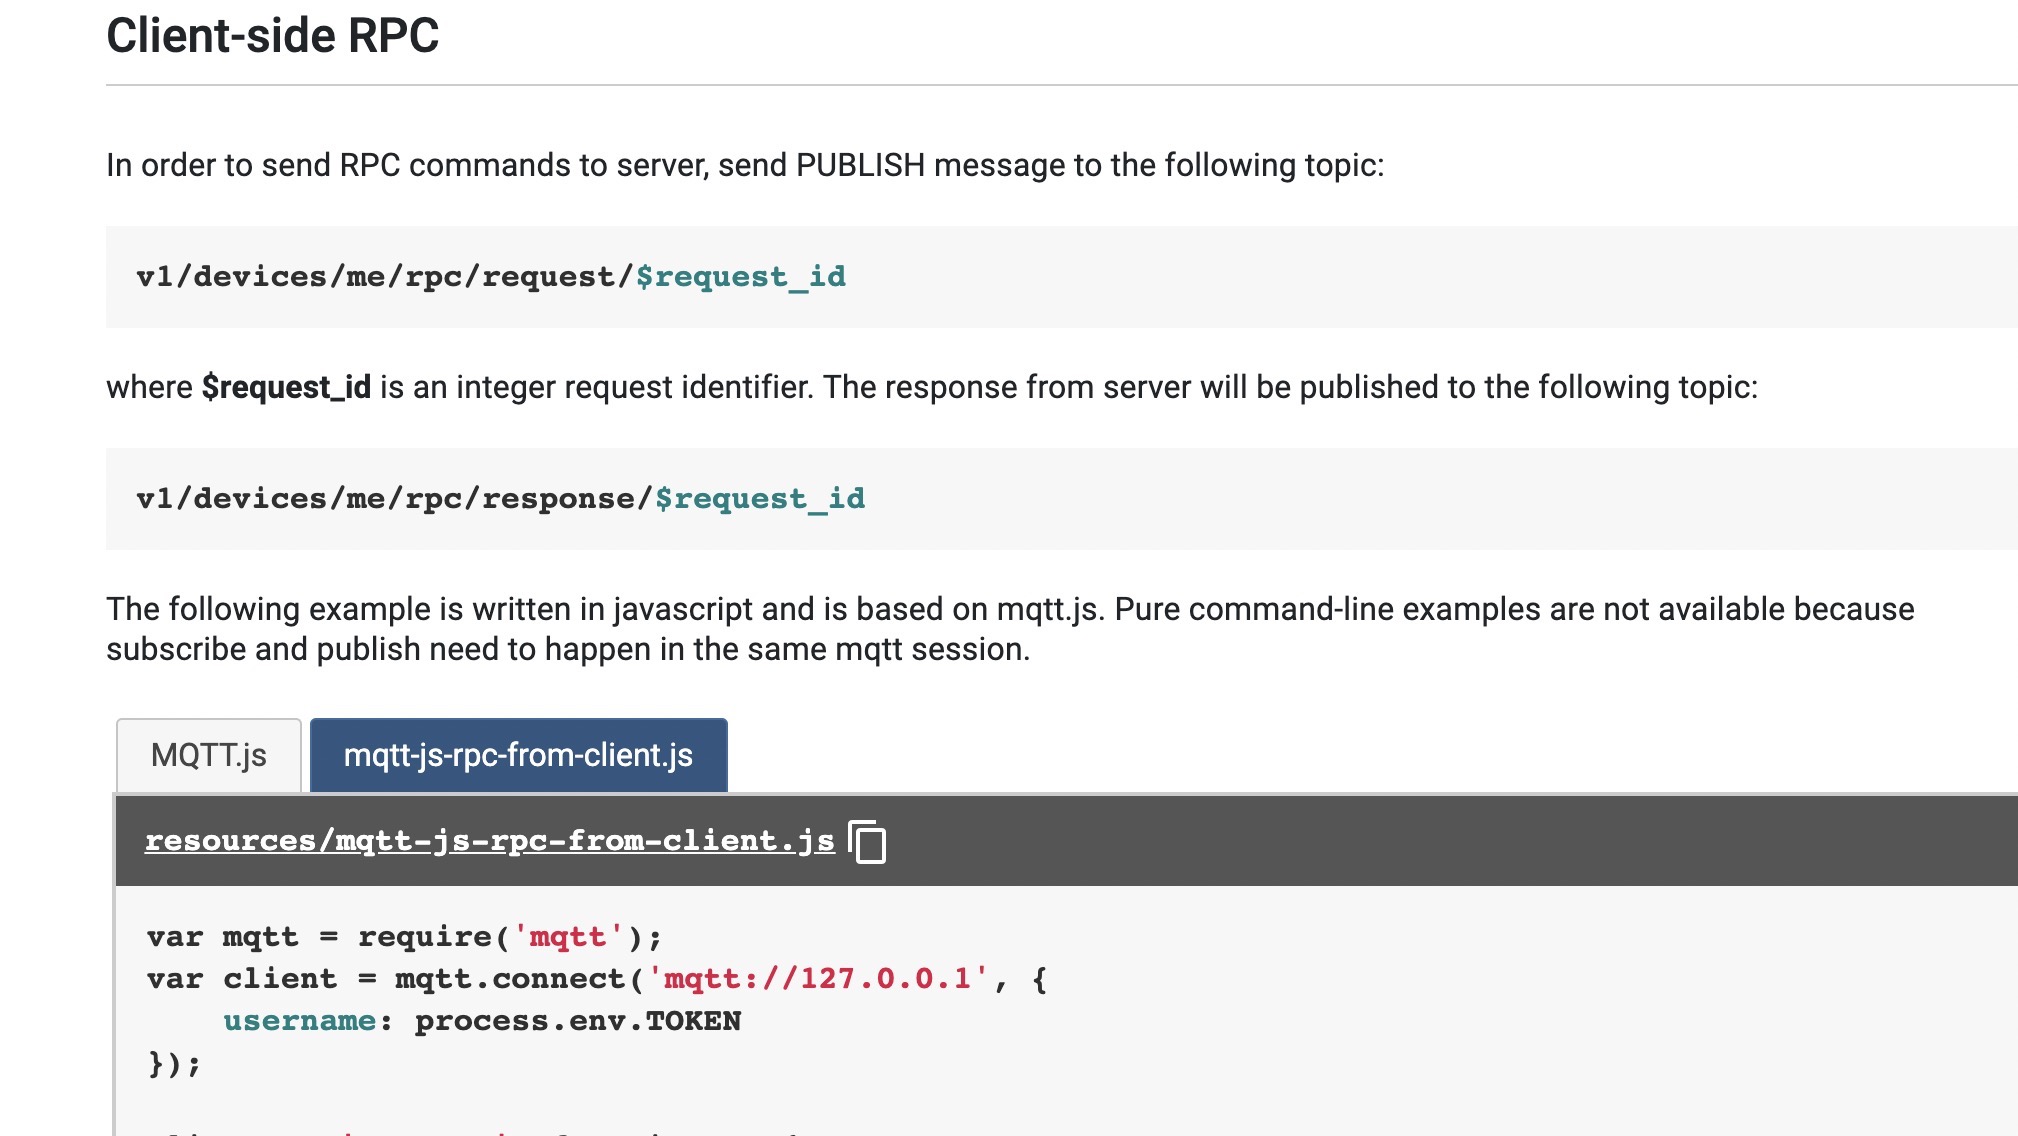 Client-side RPC
In order to send RPC commands to server, send PUBLISH message to the following topic:
v1/devices/me/rpc/request/$request_id
where $request_id is an integer request identifier. The response from server will be published to the following topic:
v1/devices/me/rpc/response/$request_id
The following example is written in javascript and is based on mqtt.js. Pure command-line examples are not available because
subscribe and publish need to happen in the same mqtt session.
MQTT.js mqtt-js-rpc-from-client.js
resources/mqtt-js-rpc-from-client.js
var mqtt = require('mqtt');
var client = mqtt.connect('mqtt://127.0.0.1', {
    username: process.env.TOKEN
});